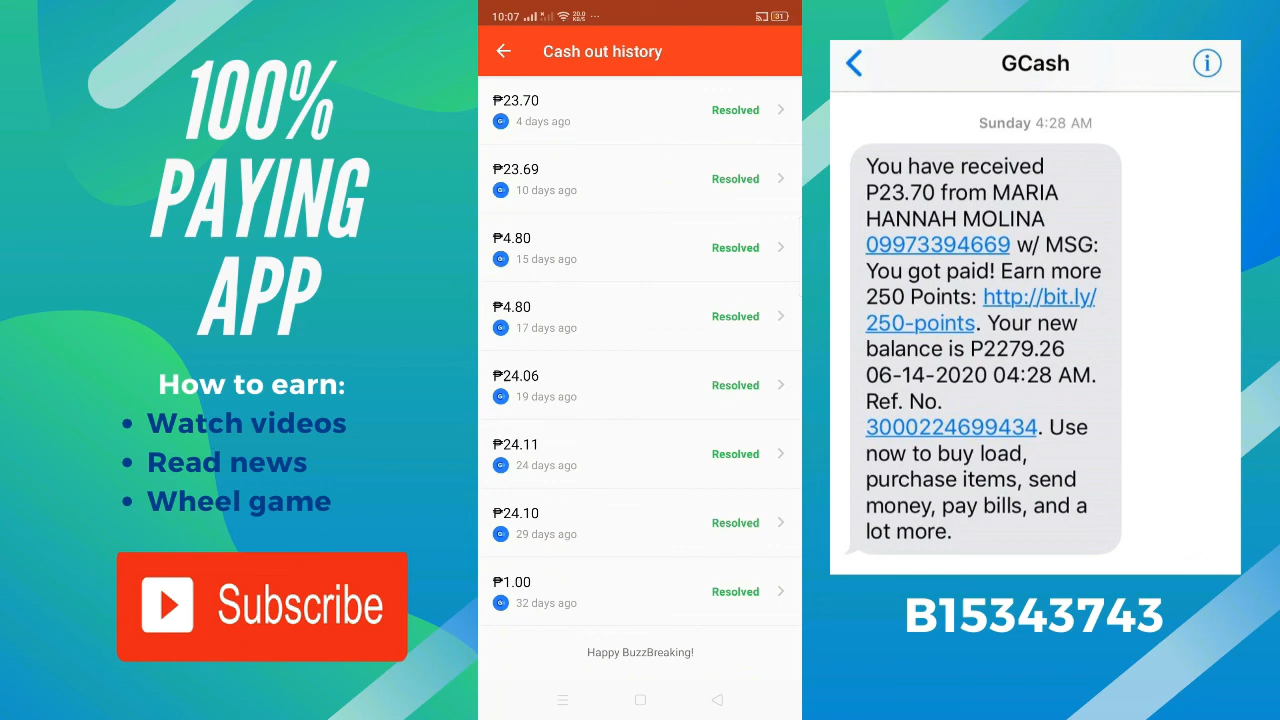 100%
PAYING
APP
How to earn:
• Watch videos
• Read news
• Wheel game
Subscribe
10:07 20.0 KB/S ... 31
Cash out history
₱23.70
4 days ago
Resolved
₱23.69
10 days ago
Resolved
₱4.80
15 days ago
Resolved
₱4.80
17 days ago
Resolved
₱24.06
19 days ago
Resolved
₱24.11
24 days ago
Resolved
₱24.10
29 days ago
Resolved
₱1.00
32 days ago
Resolved
Happy BuzzBreaking!
GCash
Sunday 4:28 AM
You have received
P23.70 from MARIA
HANNAH MOLINA
09973394669 w/ MSG:
You got paid! Earn more
250 Points: http://bit.ly/
250-points. Your new
balance is P2279.26
06-14-2020 04:28 AM.
Ref. No.
3000224699434. Use
now to buy load,
purchase items, send
money, pay bills, and a
lot more.
B15343743